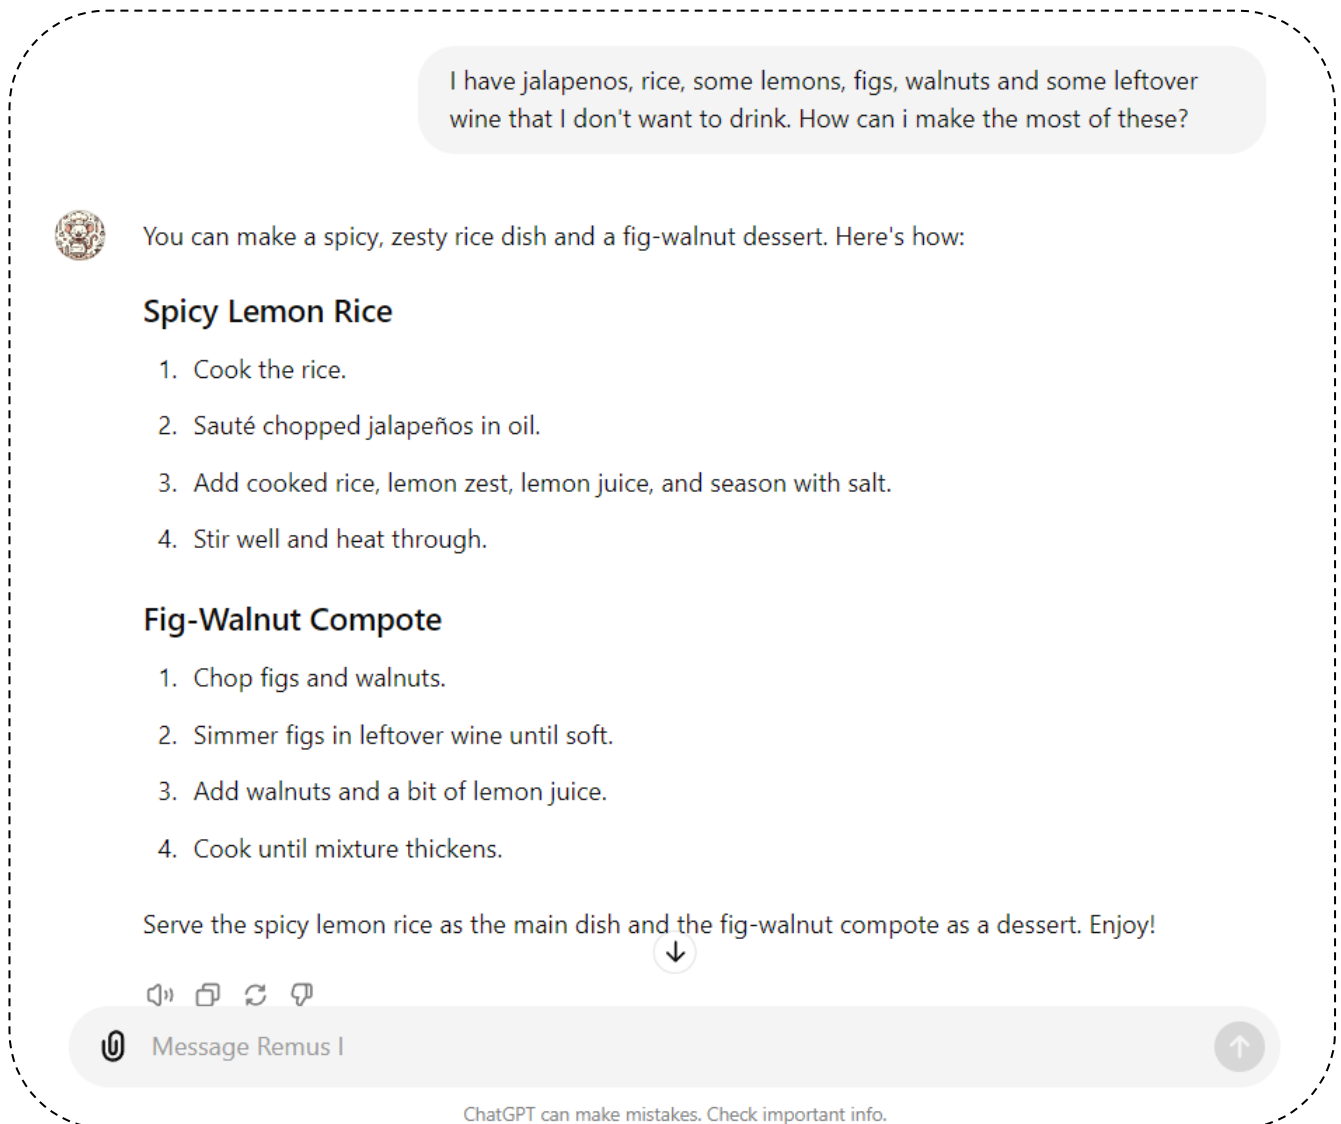 I have jalapenos, rice, some lemons, figs, walnuts and some leftover
wine that I don't want to drink. How can i make the most of these?
You can make a spicy, zesty rice dish and a fig-walnut dessert. Here's how:
Spicy Lemon Rice
1. Cook the rice.
2. Sauté chopped jalapeños in oil.
3. Add cooked rice, lemon zest, lemon juice, and season with salt.
4. Stir well and heat through.
Fig-Walnut Compote
1. Chop figs and walnuts.
2. Simmer figs in leftover wine until soft.
3. Add walnuts and a bit of lemon juice.
4. Cook until mixture thickens.
Serve the spicy lemon rice as the main dish and the fig-walnut compote as a dessert. Enjoy!
Message Remus I
ChatGPT can make mistakes. Check important info.